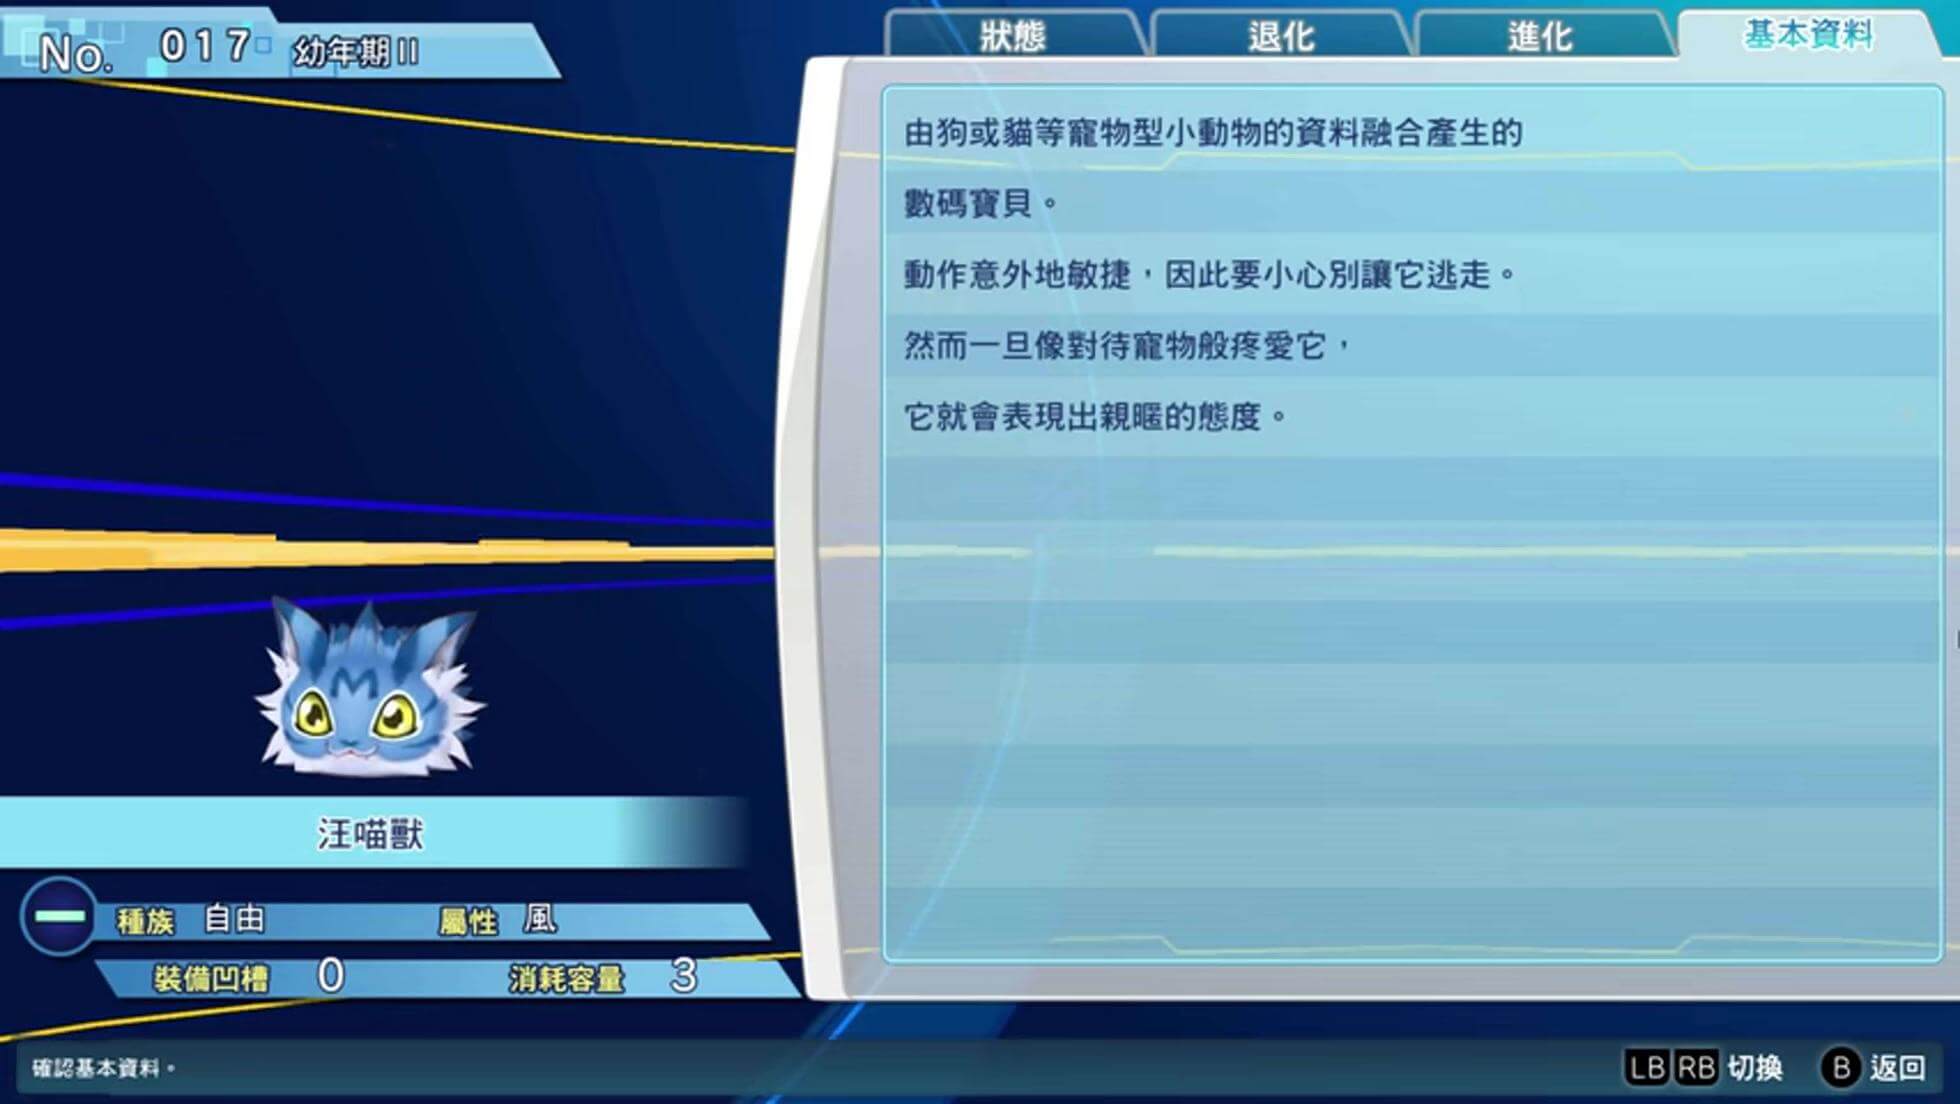 No. 017 幼年期II
狀態 退化 進化 基本資料
由狗或貓等寵物型小動物的資料融合產生的
數碼寶貝。
動作意外地敏捷，因此要小心別讓它逃走。
然而一旦像對待寵物般疼愛它，
它就會表現出親暱的態度。
M
汪喵獸
種族 自由 屬性 風
裝備凹槽 0 消耗容量 3
確認基本資料。
LB RB 切換 B 返回